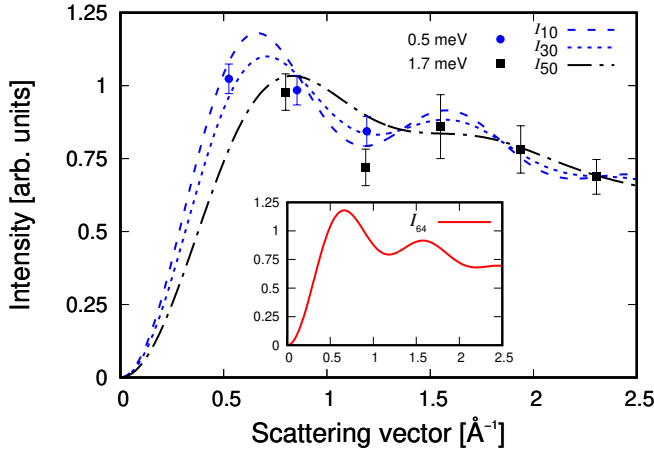 0.5 meV
1.7 meV
I10
I30
I50
Intensity [arb. units]
1.25
1
0.75
0.5
0.25
0
I64
1.25
1
0.75
0.5
0.25
0
0 0.5 1 1.5 2 2.5
0 0.5 1 1.5 2 2.5
Scattering vector [Å⁻¹]